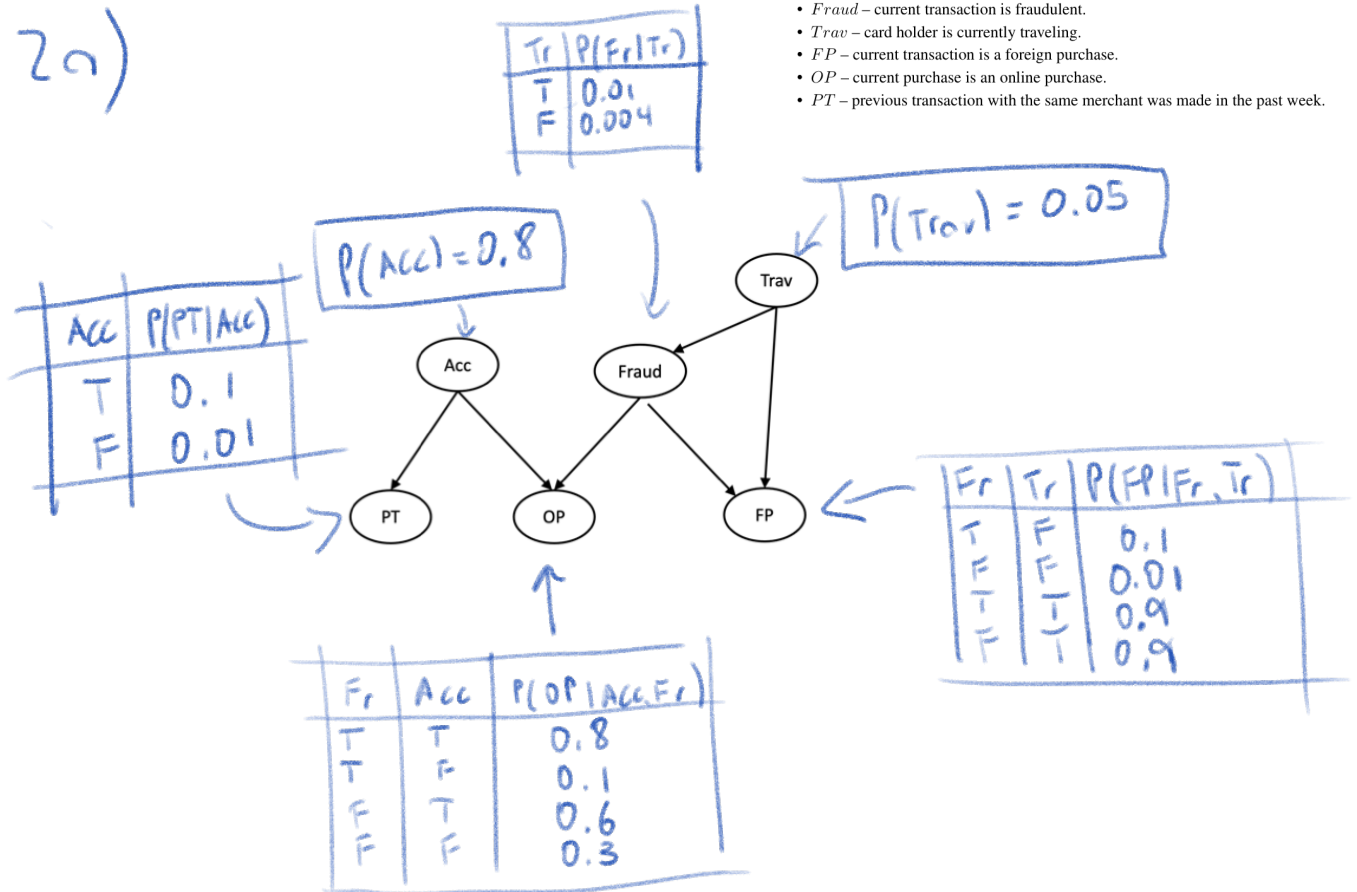 2a)
• Fraud – current transaction is fraudulent.
• Trav – card holder is currently traveling.
• FP – current transaction is a foreign purchase.
• OP – current purchase is an online purchase.
• PT – previous transaction with the same merchant was made in the past week.
Tr P(Fr|Tr)
T 0.01
F 0.004
P(Acc) = 0.8
P(Trav) = 0.05
Acc P(PT|Acc)
T 0.1
F 0.01
Trav
Acc
Fraud
PT
OP
FP
Fr Tr P(FP|Fr, Tr)
T F 0.1
F F 0.01
T T 0.9
F T 0.9
Fr Acc P(OP|Acc, Fr)
T T 0.8
T F 0.1
F T 0.6
F F 0.3